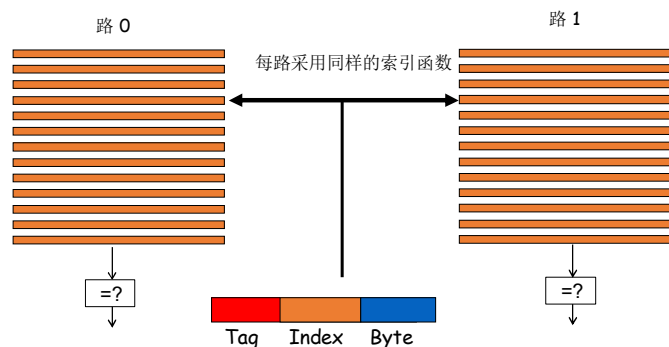 路 0
路 1
每路采用同样的索引函数
=?
=?
Tag Index Byte